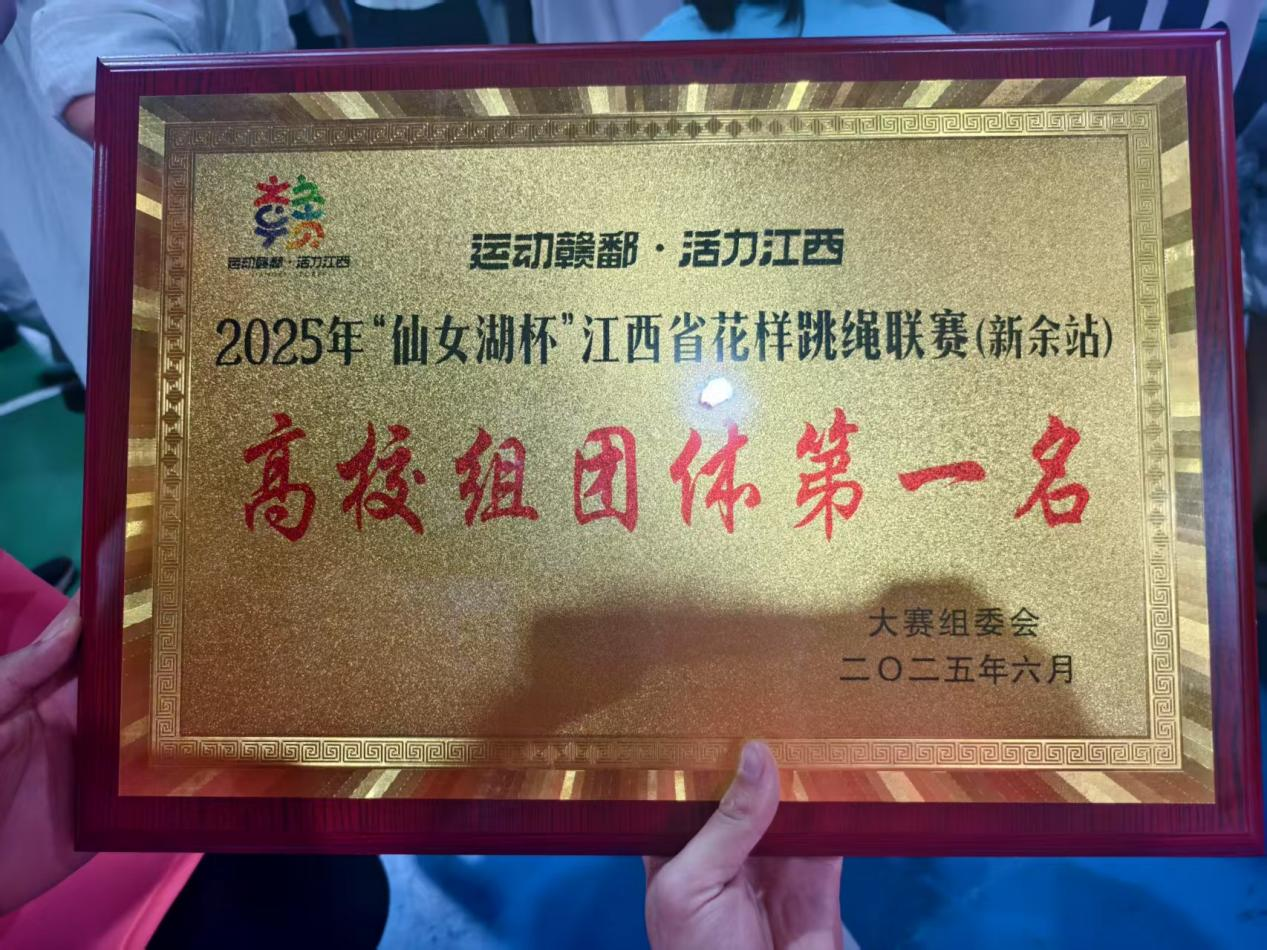 运动赣鄱·活力江西
运动赣鄱·活力江西
2025年“仙女湖杯”江西省花样跳绳联赛(新余站)
高校组团体第一名
大赛组委会
二〇二五年六月